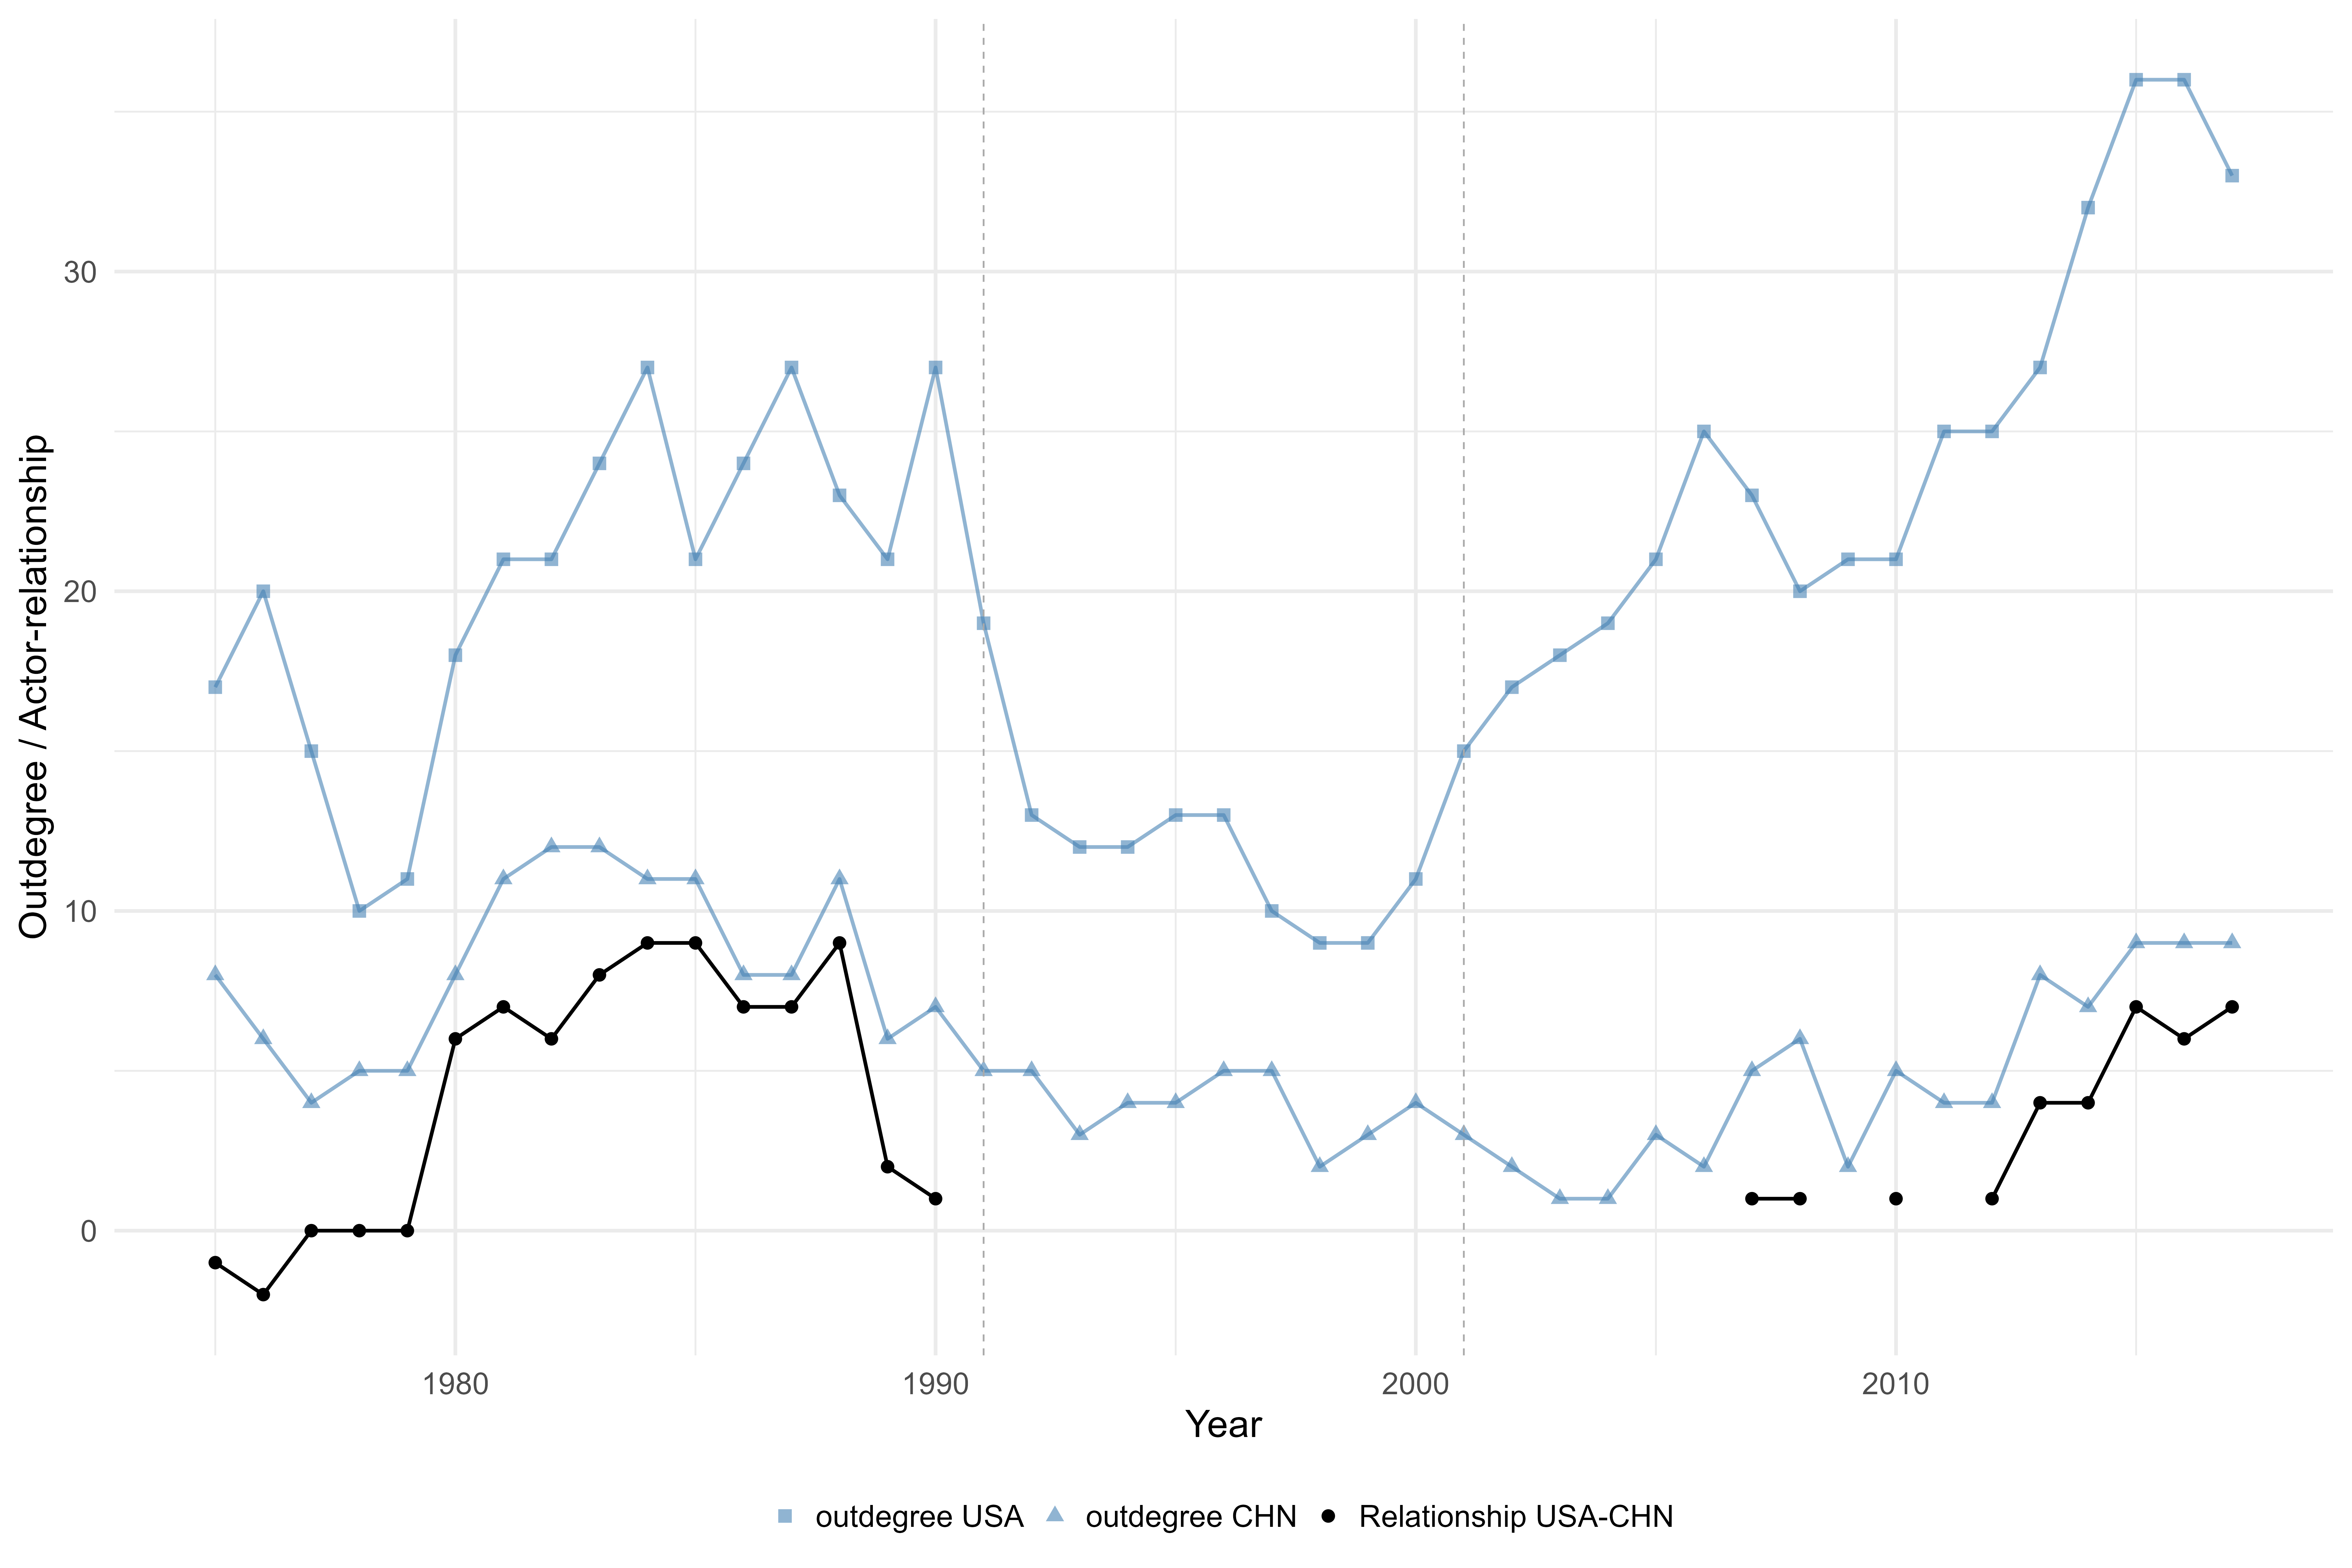 Outdegree / Actor-relationship
30
20
10
0
1980 1990 2000 2010
Year
outdegree USA outdegree CHN Relationship USA-CHN